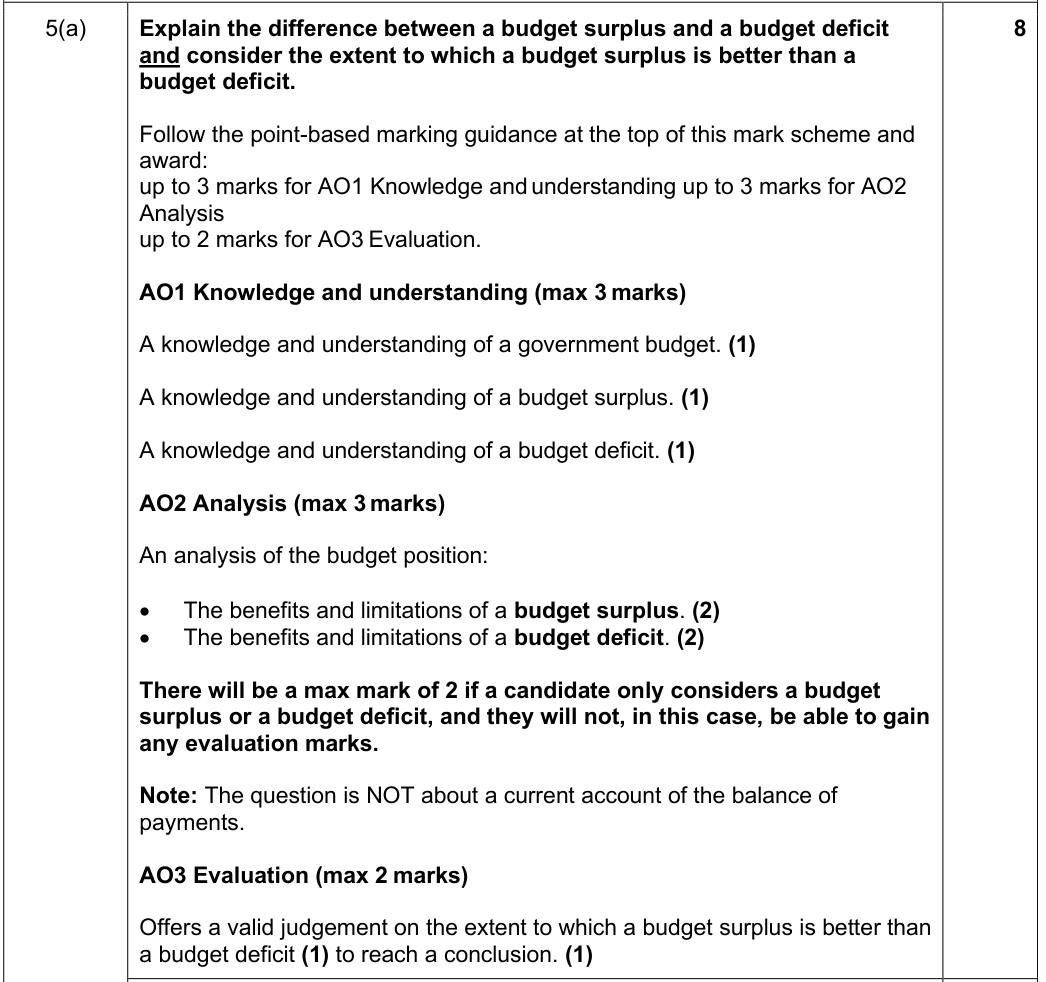 5(a)
Explain the difference between a budget surplus and a budget deficit
and consider the extent to which a budget surplus is better than a
budget deficit.
8
Follow the point-based marking guidance at the top of this mark scheme and
award:
up to 3 marks for AO1 Knowledge and understanding up to 3 marks for AO2
Analysis
up to 2 marks for AO3 Evaluation.
AO1 Knowledge and understanding (max 3 marks)
A knowledge and understanding of a government budget. (1)
A knowledge and understanding of a budget surplus. (1)
A knowledge and understanding of a budget deficit. (1)
AO2 Analysis (max 3 marks)
An analysis of the budget position:
• The benefits and limitations of a budget surplus. (2)
• The benefits and limitations of a budget deficit. (2)
There will be a max mark of 2 if a candidate only considers a budget
surplus or a budget deficit, and they will not, in this case, be able to gain
any evaluation marks.
Note: The question is NOT about a current account of the balance of
payments.
AO3 Evaluation (max 2 marks)
Offers a valid judgement on the extent to which a budget surplus is better than
a budget deficit (1) to reach a conclusion. (1)